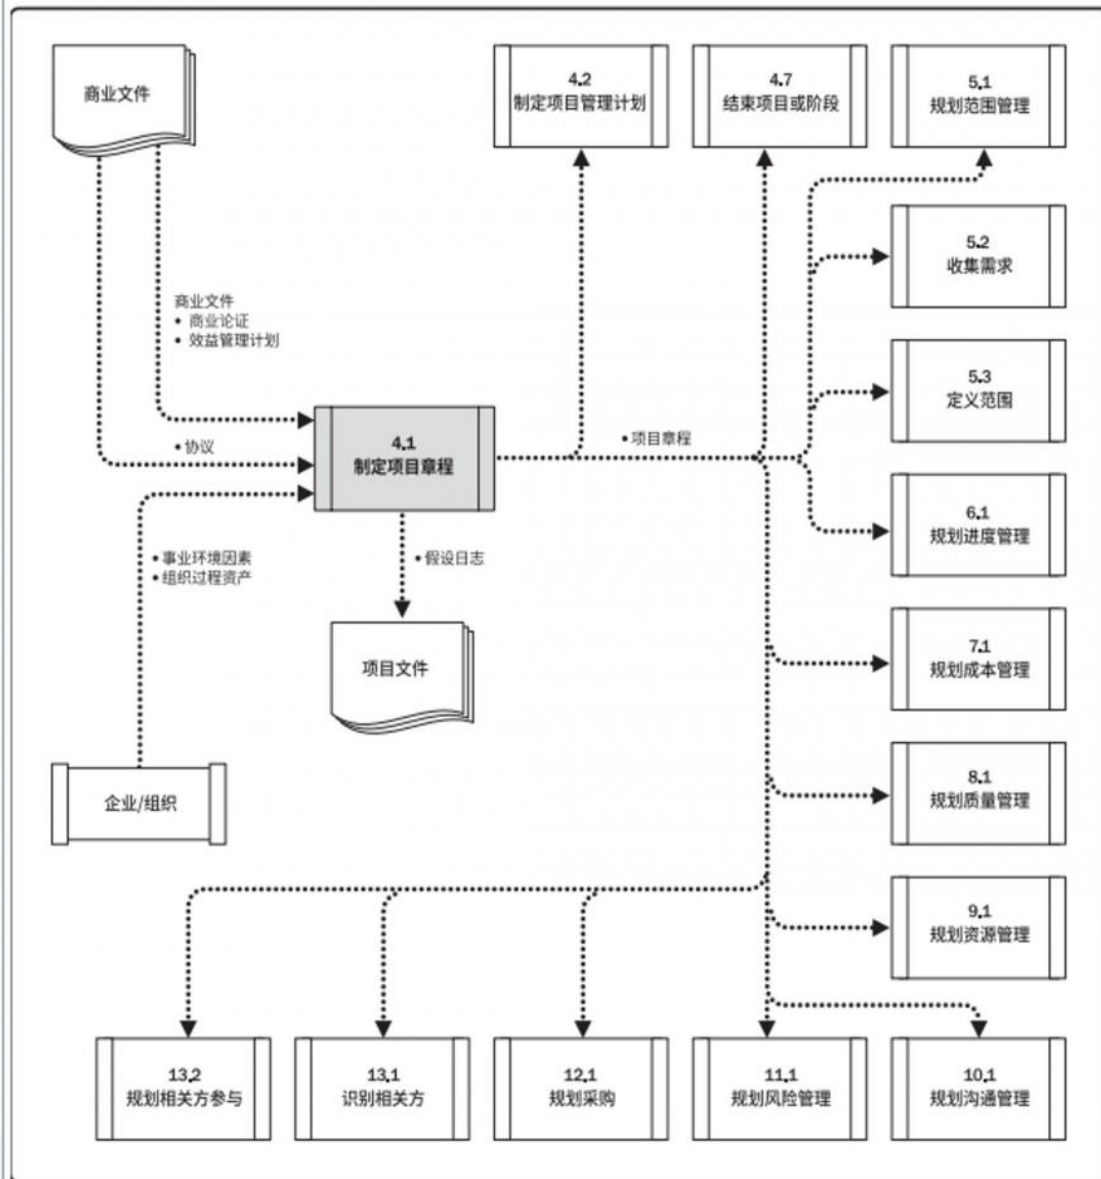 商业文件
4.2
制定项目管理计划
4.7
结束项目或阶段
5.1
规划范围管理
5.2
收集需求
商业文件
• 商业论证
• 效益管理计划
5.3
定义范围
• 协议
4.1
制定项目章程
• 项目章程
6.1
规划进度管理
• 事业环境因素
• 组织过程资产
• 假设日志
项目文件
7.1
规划成本管理
企业/组织
8.1
规划质量管理
9.1
规划资源管理
13.2
规划相关方参与
13.1
识别相关方
12.1
规划采购
11.1
规划风险管理
10.1
规划沟通管理